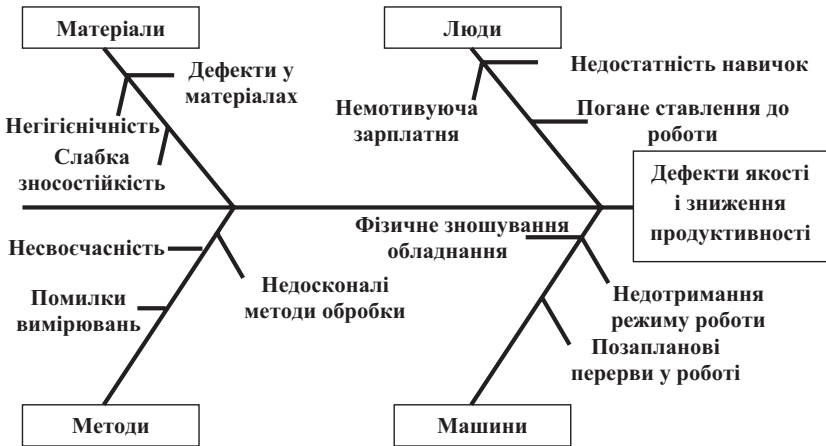 Матеріали
Люди
Дефекти у
матеріалах
Недостатність навичок
Негігієнічність
Немотивуюча
зарплатня
Погане ставлення до
роботи
Слабка
зносостійкість
Дефекти якості
і зниження
продуктивності
Фізичне зношування
обладнання
Несвоєчасність
Недосконалі
методи обробки
Помилки
вимірювань
Недотримання
режиму роботи
Позапланові
перерви у роботі
Методи
Машини